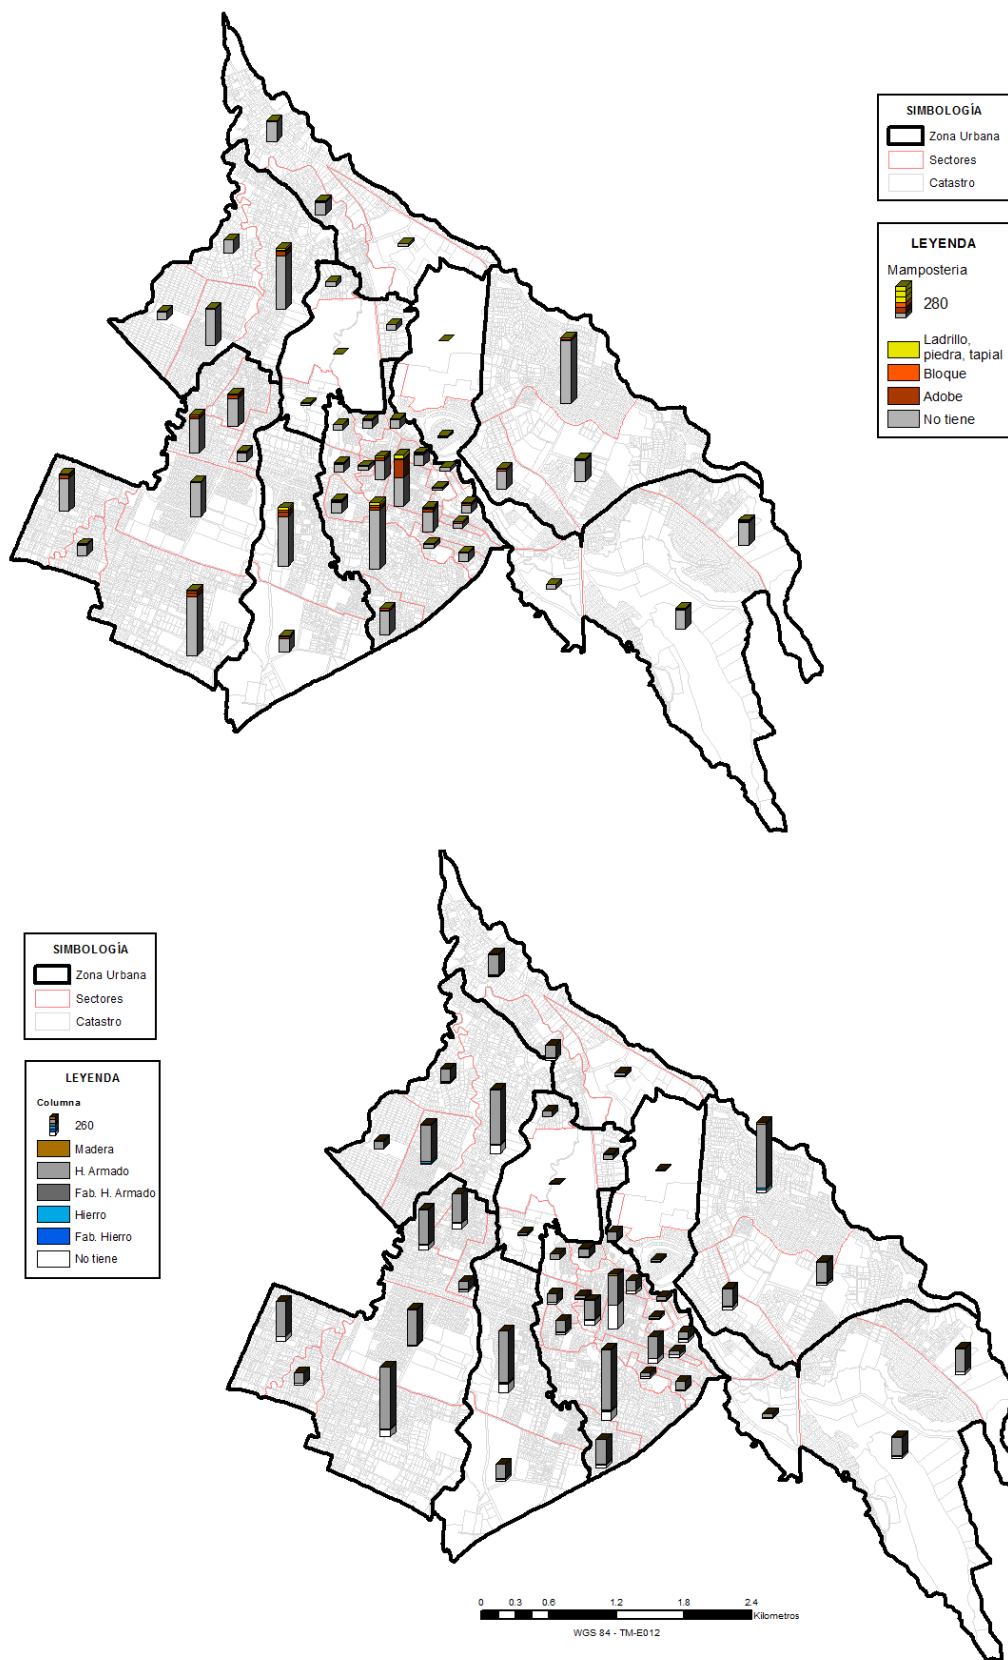 SIMBOLOGÍA
Zona Urbana
Sectores
Catastro
LEYENDA
Mamposteria
280
Ladrillo,
piedra, tapial
Bloque
Adobe
No tiene
SIMBOLOGÍA
Zona Urbana
Sectores
Catastro
LEYENDA
Columna
260
Madera
H. Armado
Fab. H. Armado
Hierro
Fab. Hierro
No tiene
0 0.3 0.6 1.2 1.8 2.4
Kilometros
WGS 84 - TM-E012